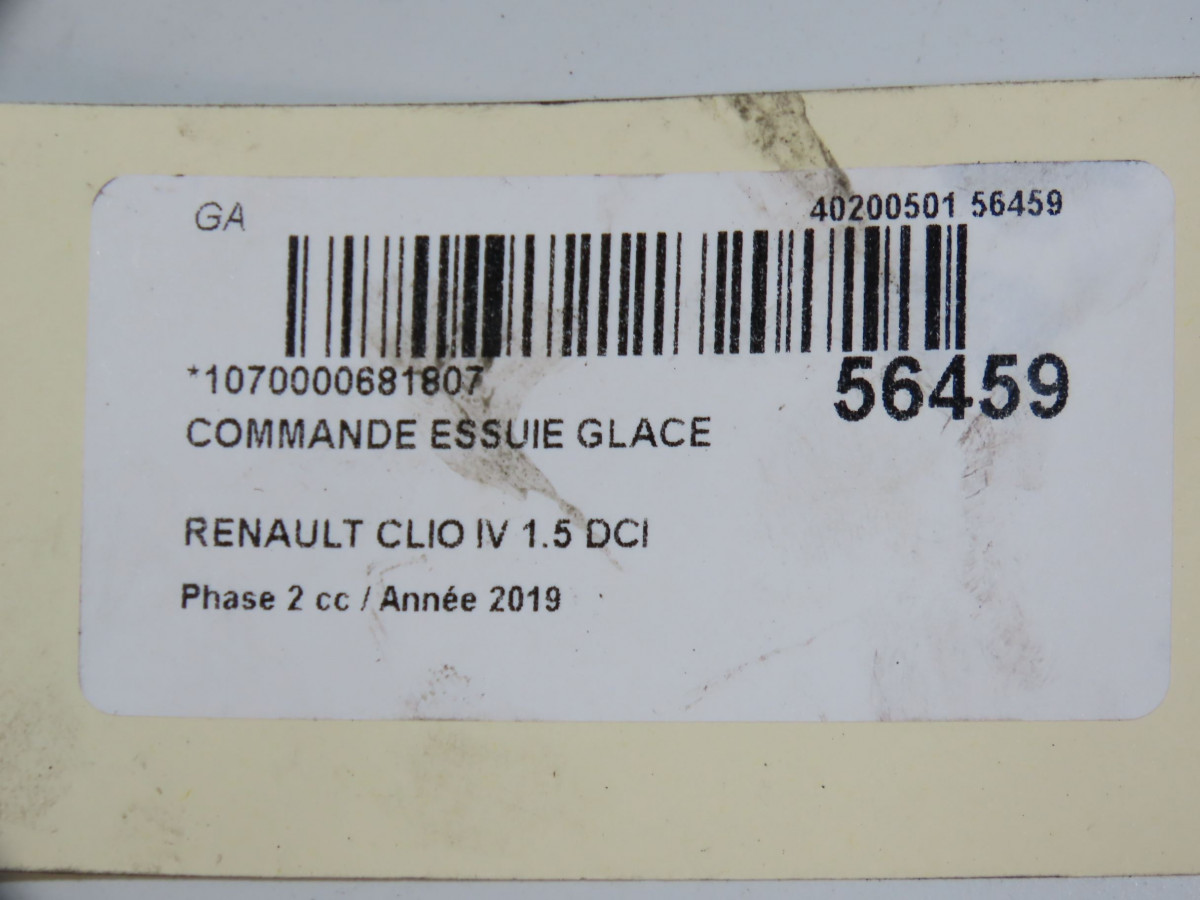 GA
40200501 56459
*1070000681807
56459
COMMANDE ESSUIE GLACE
RENAULT CLIO IV 1.5 DCI
Phase 2 cc / Année 2019